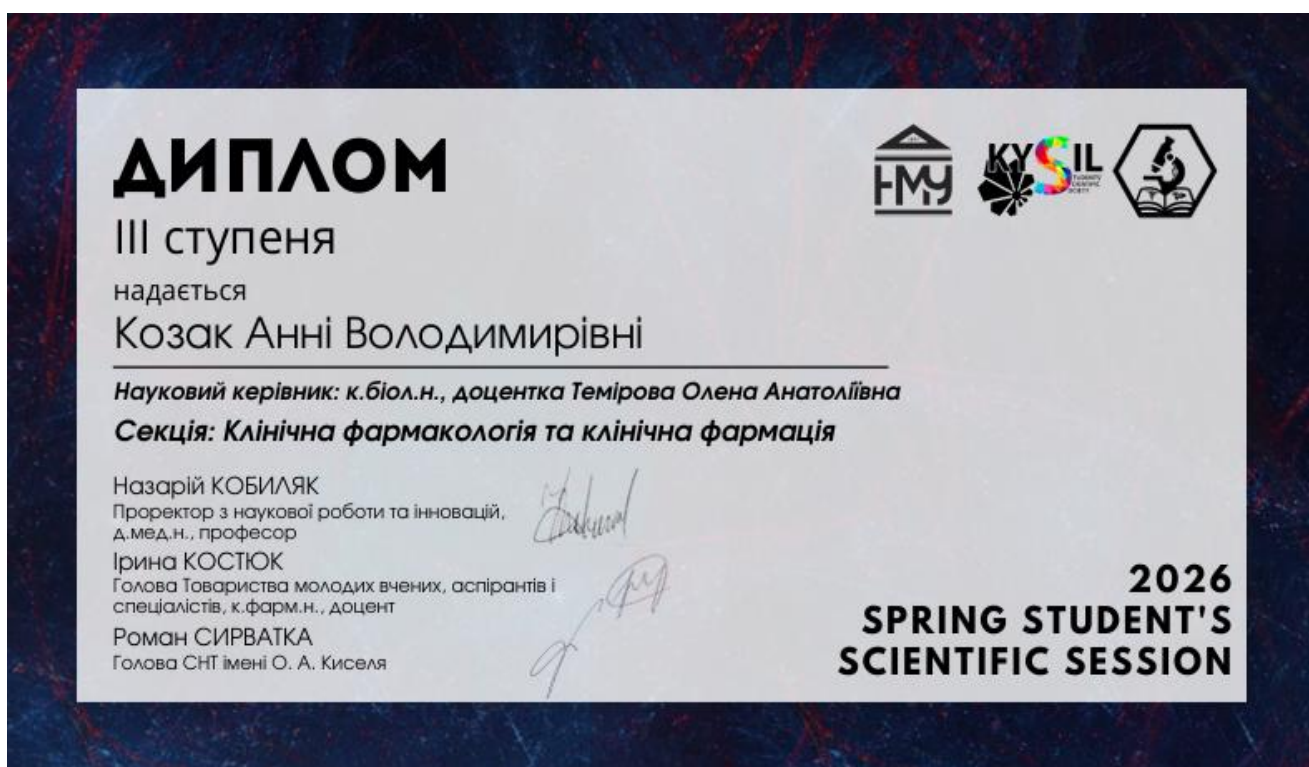 ДИПЛОМ
НМУ
KYSIL
III ступеня
надається
Козак Анні Володимирівні
Науковий керівник: к.біол.н., доцентка Темірова Олена Анатоліївна
Секція: Клінічна фармакологія та клінічна фармація
Назарій КОБИЛЯК
Проректор з наукової роботи та інновацій,
д.мед.н., професор
Ірина КОСТЮК
Голова Товариства молодих вчених, аспірантів і
спеціалістів, к.фарм.н., доцент
Роман СИРВАТКА
Голова СНТ імені О. А. Киселя
2026
SPRING STUDENT'S
SCIENTIFIC SESSION